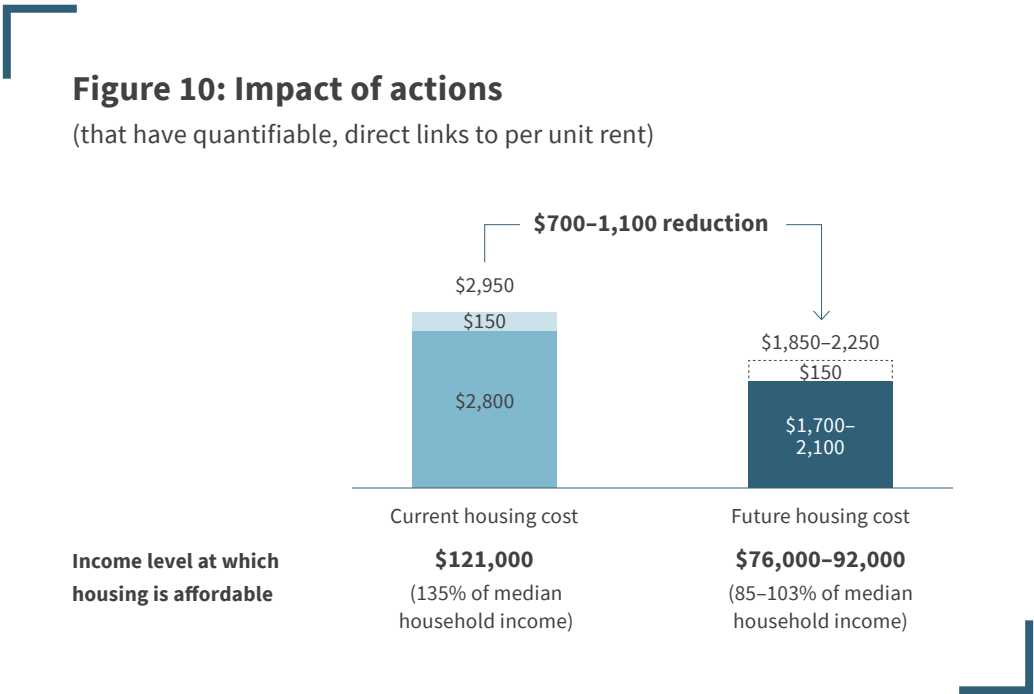 Figure 10: Impact of actions
(that have quantifiable, direct links to per unit rent)
$700–1,100 reduction
$2,950
$150
$2,800
$1,850–2,250
$150
$1,700–
2,100
Current housing cost
Future housing cost
Income level at which
housing is affordable
$121,000
(135% of median
household income)
$76,000–92,000
(85–103% of median
household income)